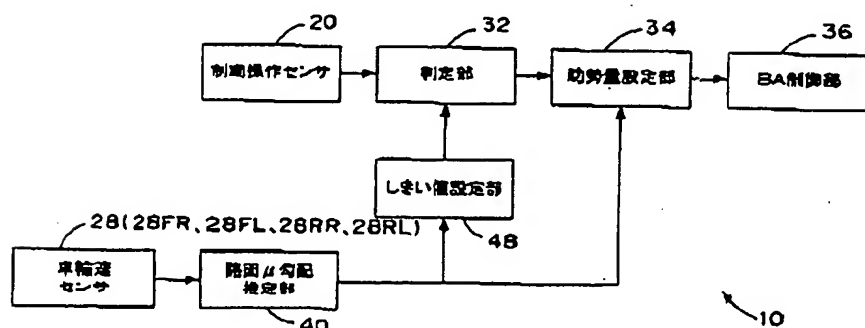 20
32
34
36
制動操作センサ
判定部
助勢量設定部
BA制御部
しきい値設定部
48
28(28FR、28FL、28RR、28RL)
車輪速
センサ
路面μ勾配
推定部
40
10